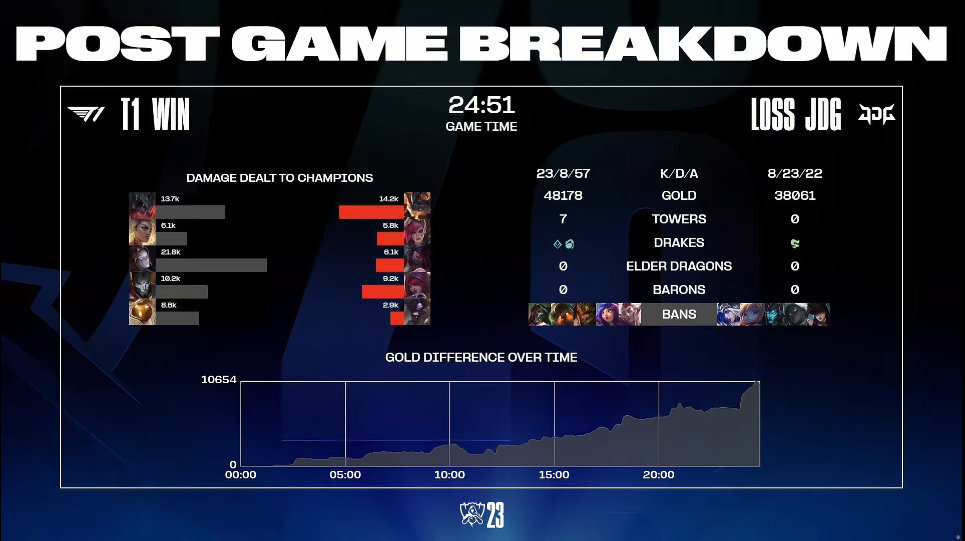 POST GAME BREAKDOWN
T1 WIN
24:51
GAME TIME
LOSS JDG
DAMAGE DEALT TO CHAMPIONS
13.7k 14.2k
6.1k 5.8k
21.8k 6.1k
10.2k 9.2k
8.6k 2.9k
23/8/57 K/D/A 8/23/22
48178 GOLD 38061
7 TOWERS 0
DRAKES
0 ELDER DRAGONS 0
0 BARONS 0
BANS
GOLD DIFFERENCE OVER TIME
10654
0
00:00 05:00 10:00 15:00 20:00
23